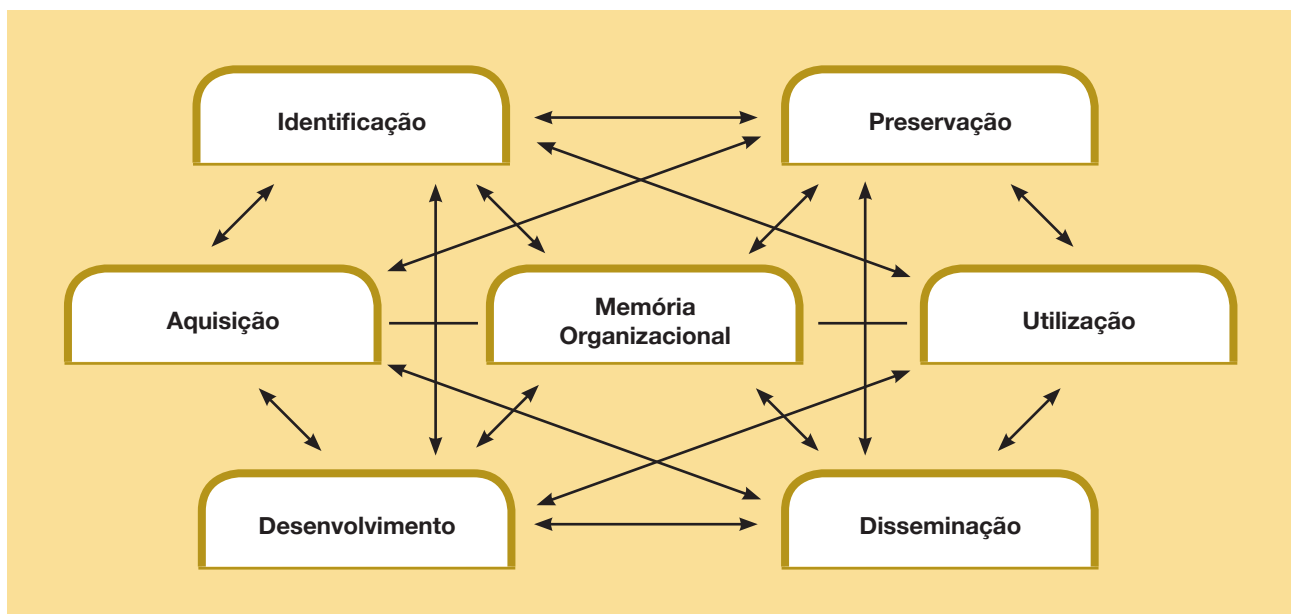 Identificação
Preservação
Aquisição
Memória
Organizacional
Utilização
Desenvolvimento
Disseminação